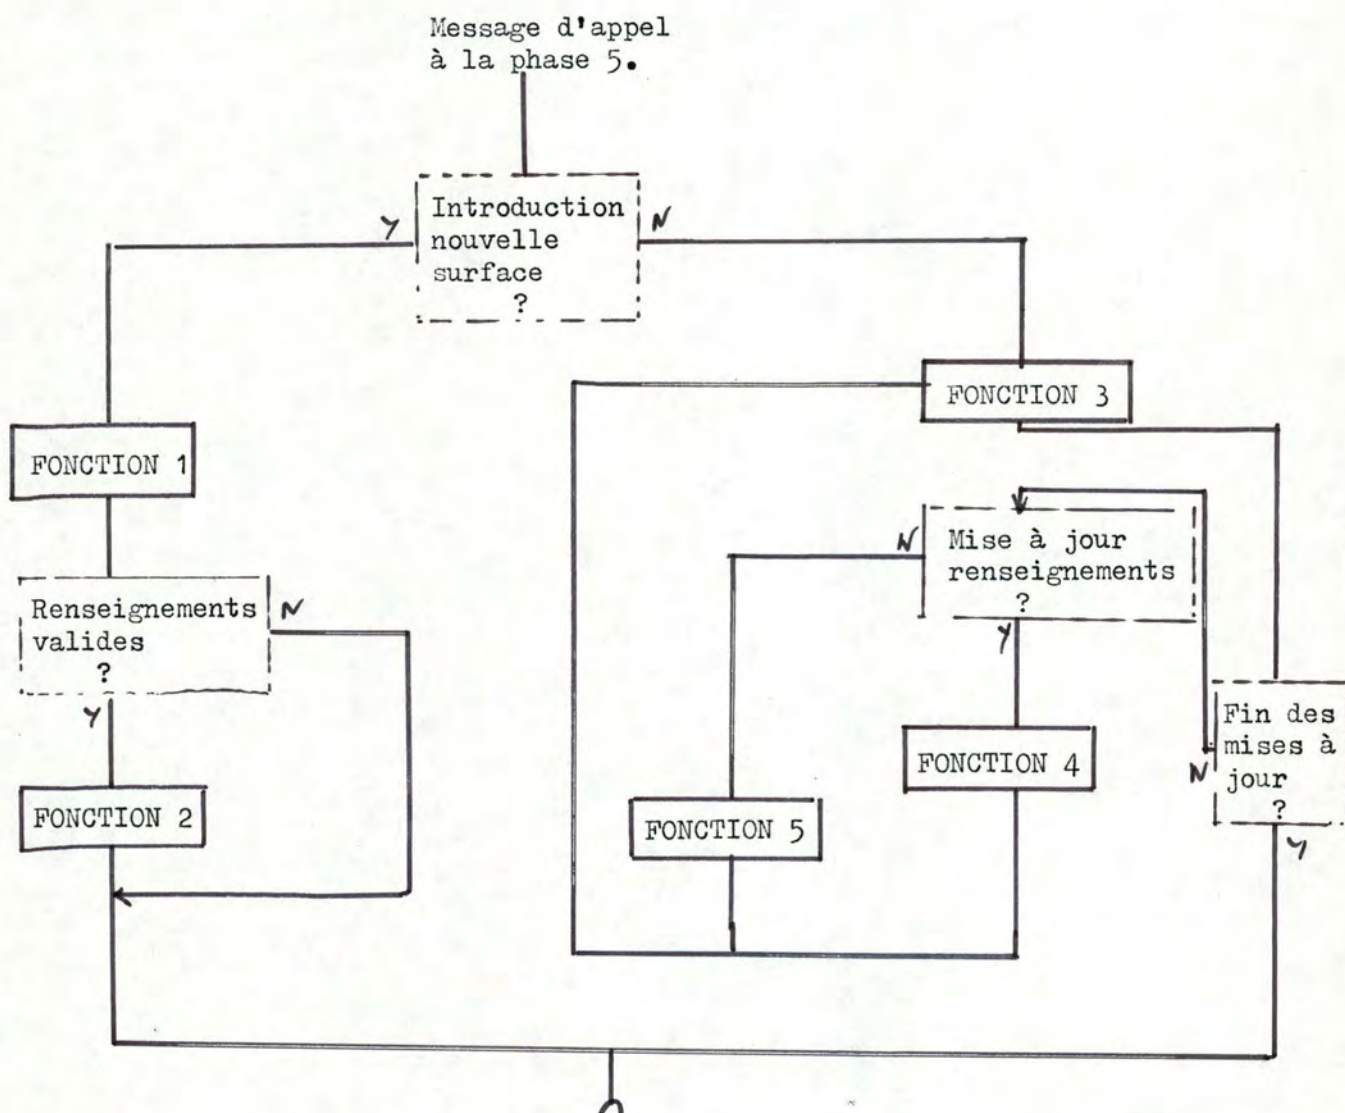 Message d'appel
à la phase 5.
Introduction
nouvelle
surface
?
Y
N
FONCTION 3
FONCTION 1
N
Mise à jour
renseignements
?
Y
Renseignements
valides
?
N
Y
Fin des
mises à
jour
?
N
Y
FONCTION 4
FONCTION 2
FONCTION 5